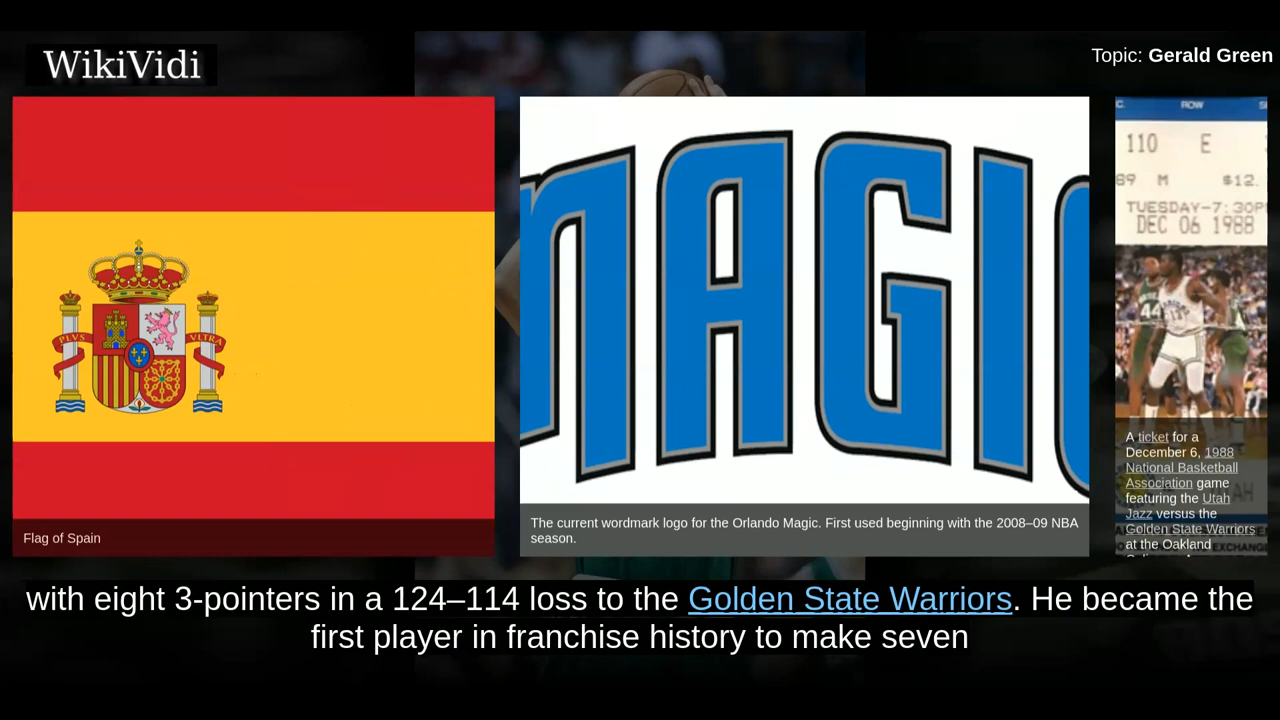 WikiVidi
Topic: Gerald Green
C. ROW
110 E
89 M $12.
TUESDAY-7:30P
DEC 06 1988
44
PLVS VLTRA
MAGIC
Flag of Spain
The current wordmark logo for the Orlando Magic. First used beginning with the 2008–09 NBA
season.
A ticket for a
December 6, 1988
National Basketball
Association game
featuring the Utah
Jazz versus the
Golden State Warriors
at the Oakland
with eight 3-pointers in a 124–114 loss to the Golden State Warriors. He became the
first player in franchise history to make seven